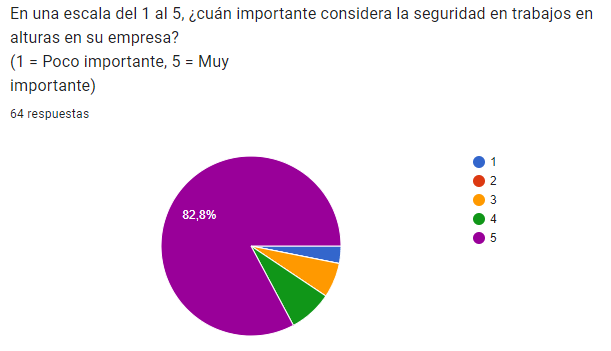 En una escala del 1 al 5, ¿cuán importante considera la seguridad en trabajos en
alturas en su empresa?
(1 = Poco importante, 5 = Muy
importante)
64 respuestas
82,8%
1
2
3
4
5